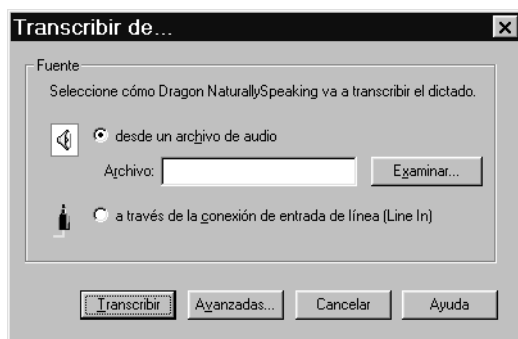 Transcribir de...
Fuente
Seleccione cómo Dragon NaturallySpeaking va a transcribir el dictado.
desde un archivo de audio
Archivo:
Examinar...
a través de la conexión de entrada de línea (Line In)
Transcribir Avanzadas... Cancelar Ayuda